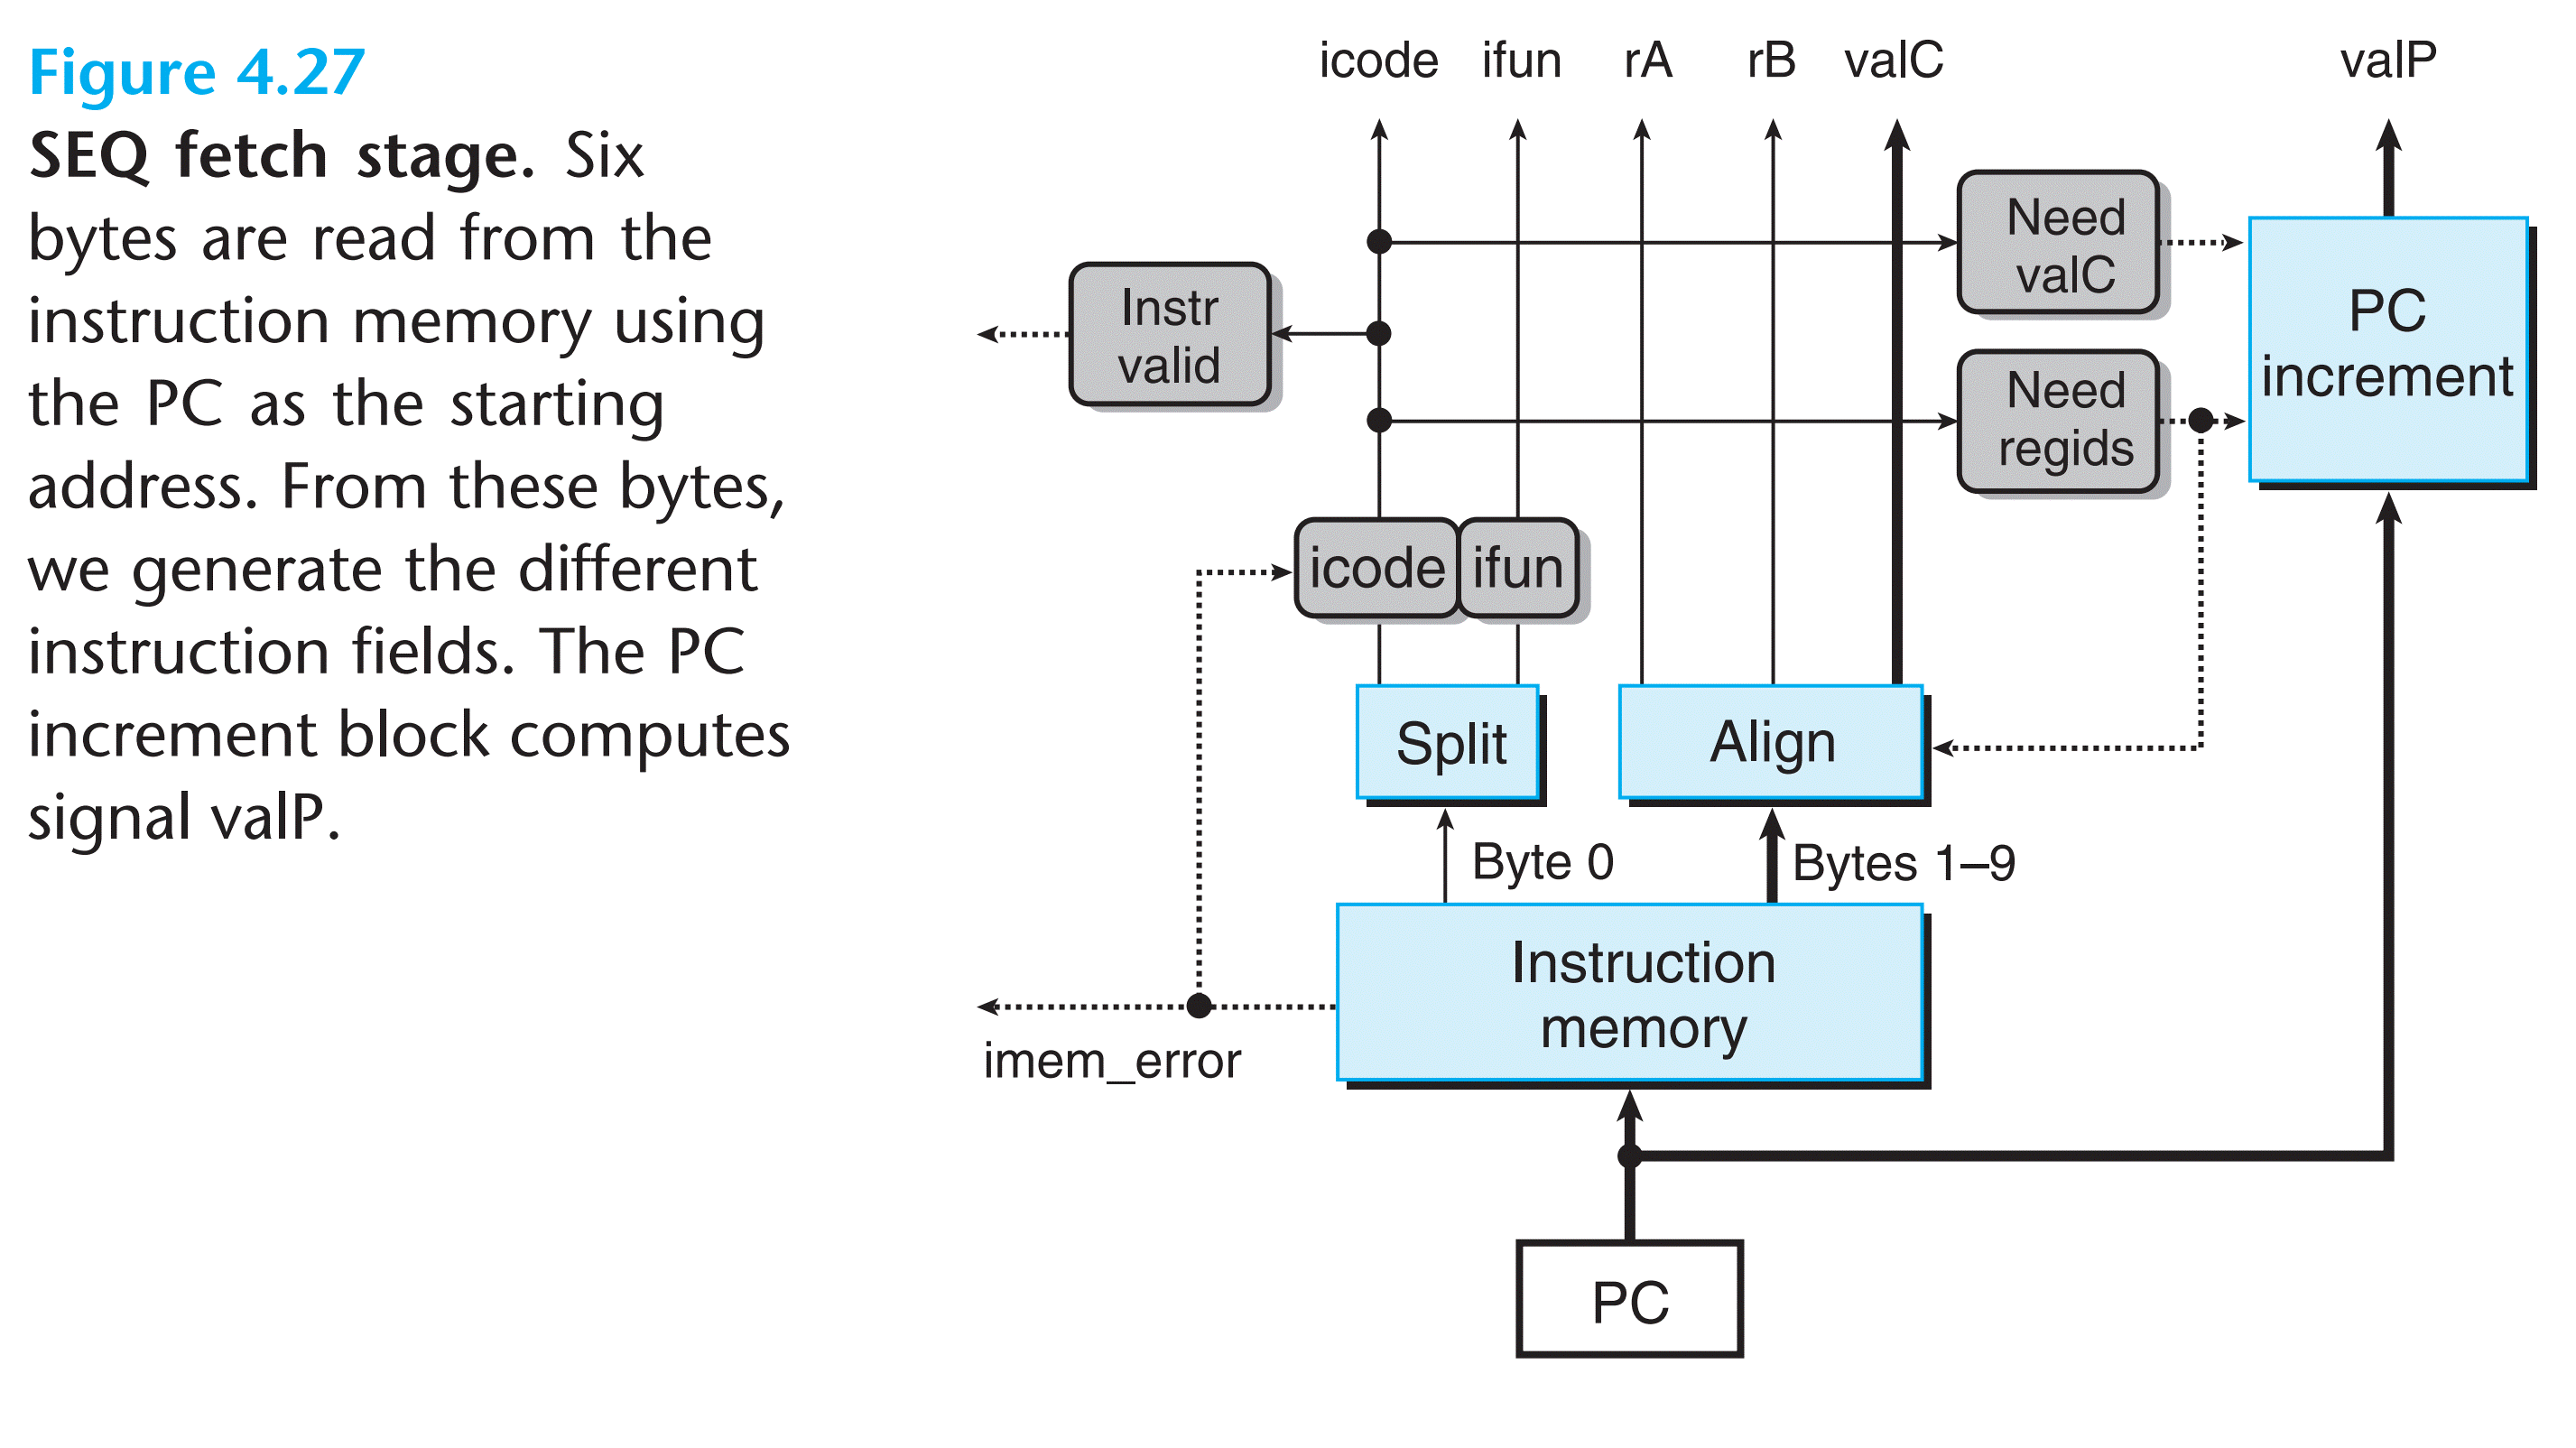 Figure 4.27
SEQ fetch stage. Six
bytes are read from the
instruction memory using
the PC as the starting
address. From these bytes,
we generate the different
instruction fields. The PC
increment block computes
signal valP.
icode ifun rA rB valC valP
Need
valC
Instr
valid
PC
increment
Need
regids
icode ifun
Split
Align
Byte 0
Bytes 1–9
Instruction
memory
imem_error
PC